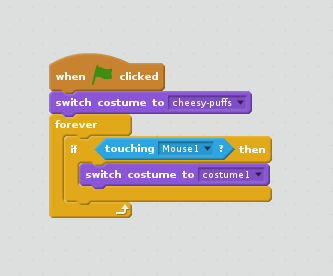 when clicked
switch costume to cheesy-puffs
forever
if touching Mouse1 ? then
switch costume to costume1